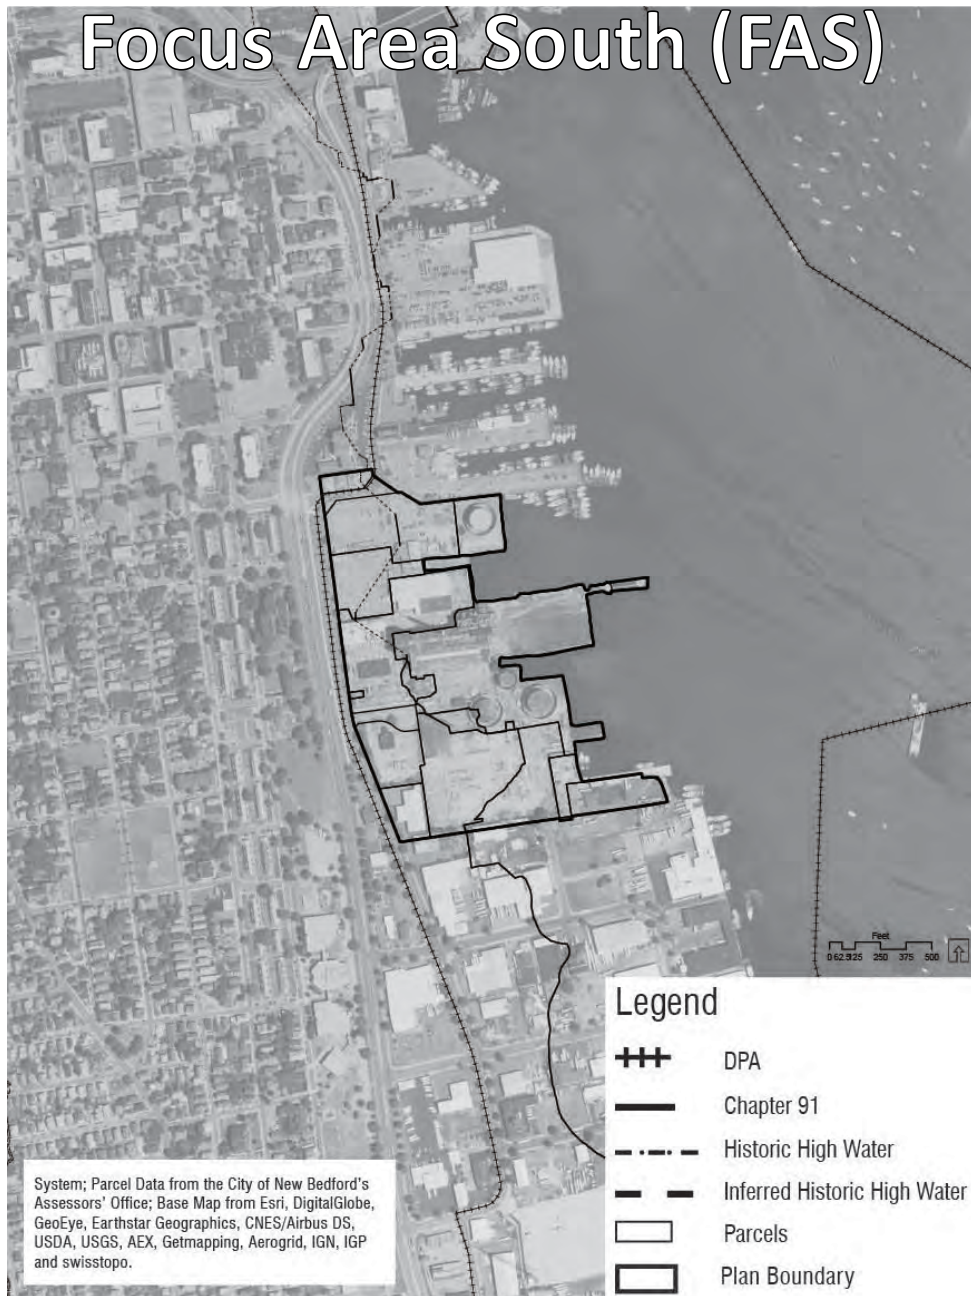 Focus Area South (FAS)
Feet
0 62.5 125 250 375 500
Legend
DPA
Chapter 91
Historic High Water
Inferred Historic High Water
Parcels
Plan Boundary
System; Parcel Data from the City of New Bedford's
Assessors' Office; Base Map from Esri, DigitalGlobe,
GeoEye, Earthstar Geographics, CNES/Airbus DS,
USDA, USGS, AEX, Getmapping, Aerogrid, IGN, IGP
and swisstopo.